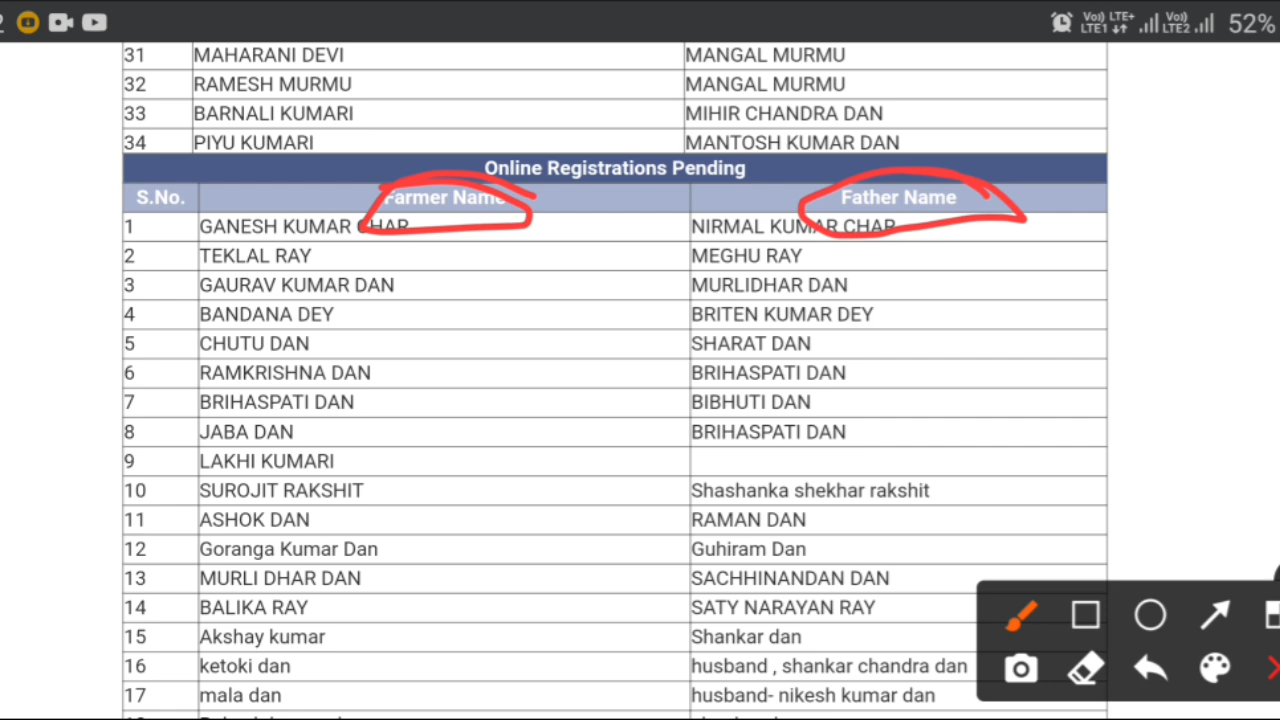 Voi) LTE+ Voi) 52%
LTE1 LTE2
31 MAHARANI DEVI MANGAL MURMU
32 RAMESH MURMU MANGAL MURMU
33 BARNALI KUMARI MIHIR CHANDRA DAN
34 PIYU KUMARI MANTOSH KUMAR DAN
Online Registrations Pending
S.No. Farmer Name Father Name
1 GANESH KUMAR CHAR NIRMAL KUMAR CHAR
2 TEKLAL RAY MEGHU RAY
3 GAURAV KUMAR DAN MURLIDHAR DAN
4 BANDANA DEY BRITEN KUMAR DEY
5 CHUTU DAN SHARAT DAN
6 RAMKRISHNA DAN BRIHASPATI DAN
7 BRIHASPATI DAN BIBHUTI DAN
8 JABA DAN BRIHASPATI DAN
9 LAKHI KUMARI
10 SUROJIT RAKSHIT Shashanka shekhar rakshit
11 ASHOK DAN RAMAN DAN
12 Goranga Kumar Dan Guhiram Dan
13 MURLI DHAR DAN SACHHINANDAN DAN
14 BALIKA RAY SATY NARAYAN RAY
15 Akshay kumar Shankar dan
16 ketoki dan husband , shankar chandra dan
17 mala dan husband- nikesh kumar dan